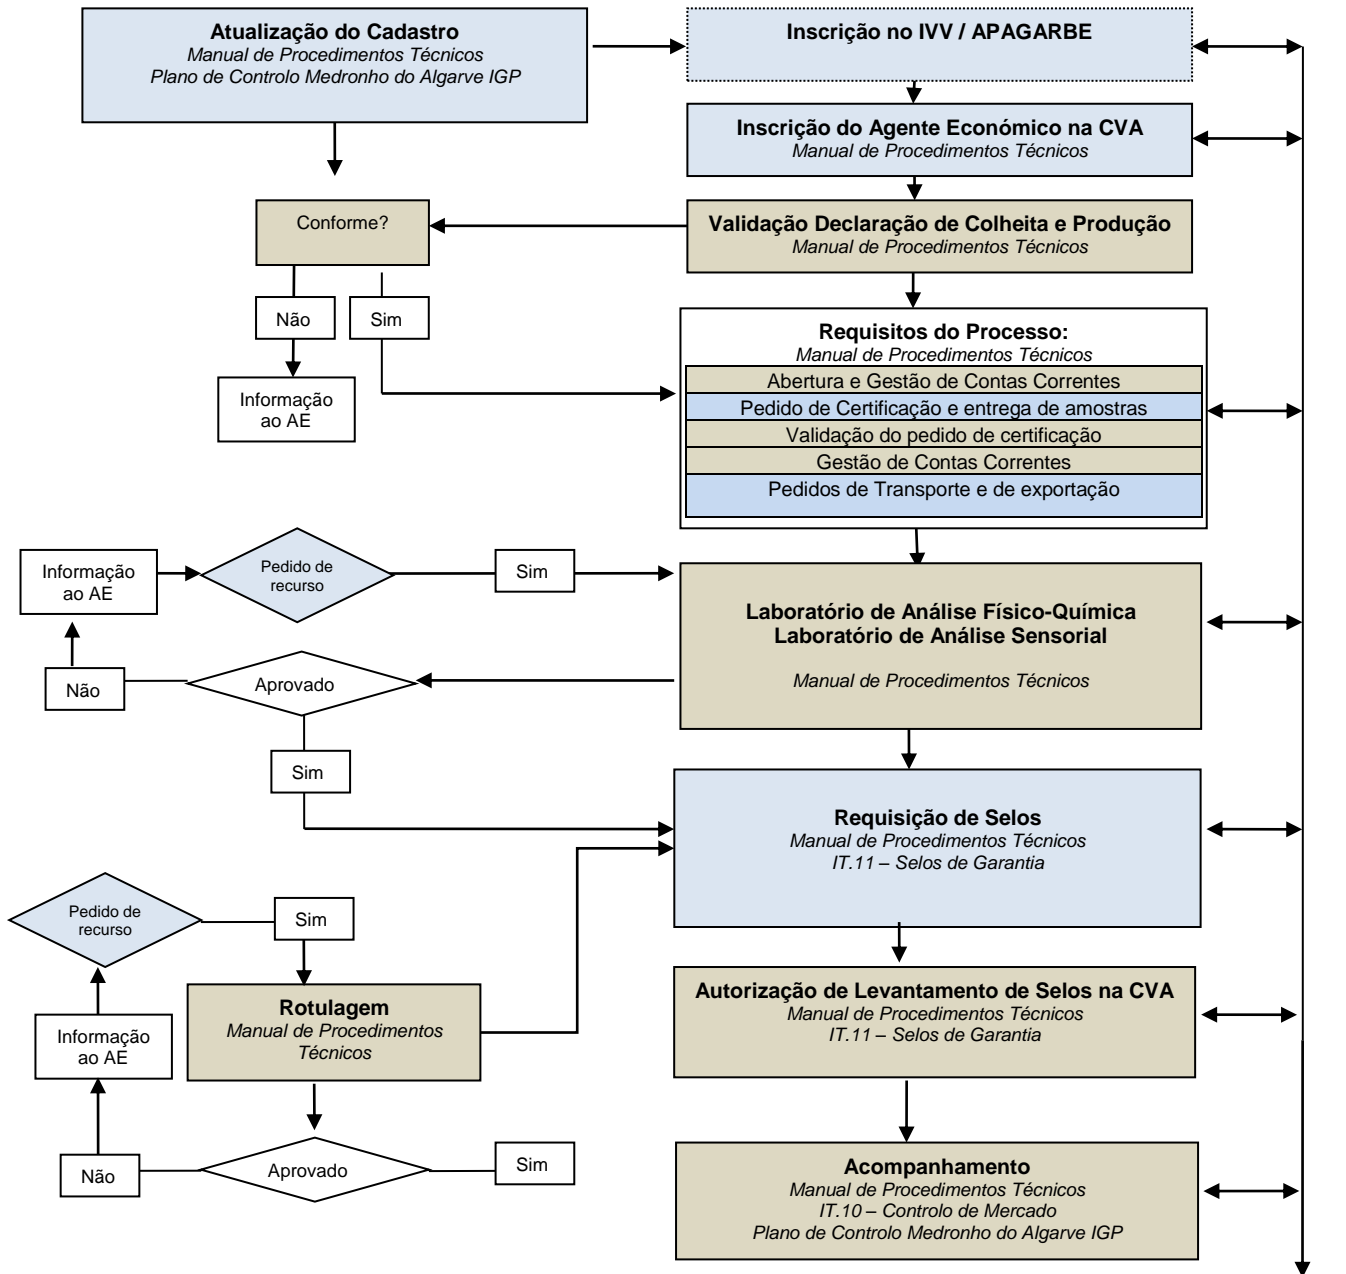 Atualização do Cadastro
Manual de Procedimentos Técnicos
Plano de Controlo Medronho do Algarve IGP
Inscrição no IVV / APAGARBE
Inscrição do Agente Económico na CVA
Manual de Procedimentos Técnicos
Conforme?
Validação Declaração de Colheita e Produção
Manual de Procedimentos Técnicos
Não
Sim
Informação
ao AE
Requisitos do Processo:
Manual de Procedimentos Técnicos
Abertura e Gestão de Contas Correntes
Pedido de Certificação e entrega de amostras
Validação do pedido de certificação
Gestão de Contas Correntes
Pedidos de Transporte e de exportação
Informação
ao AE
Pedido de
recurso
Sim
Laboratório de Análise Físico-Química
Laboratório de Análise Sensorial
Manual de Procedimentos Técnicos
Não
Aprovado
Sim
Requisição de Selos
Manual de Procedimentos Técnicos
IT.11 – Selos de Garantia
Pedido de
recurso
Sim
Rotulagem
Manual de Procedimentos
Técnicos
Informação
ao AE
Autorização de Levantamento de Selos na CVA
Manual de Procedimentos Técnicos
IT.11 – Selos de Garantia
Não
Aprovado
Sim
Acompanhamento
Manual de Procedimentos Técnicos
IT.10 – Controlo de Mercado
Plano de Controlo Medronho do Algarve IGP